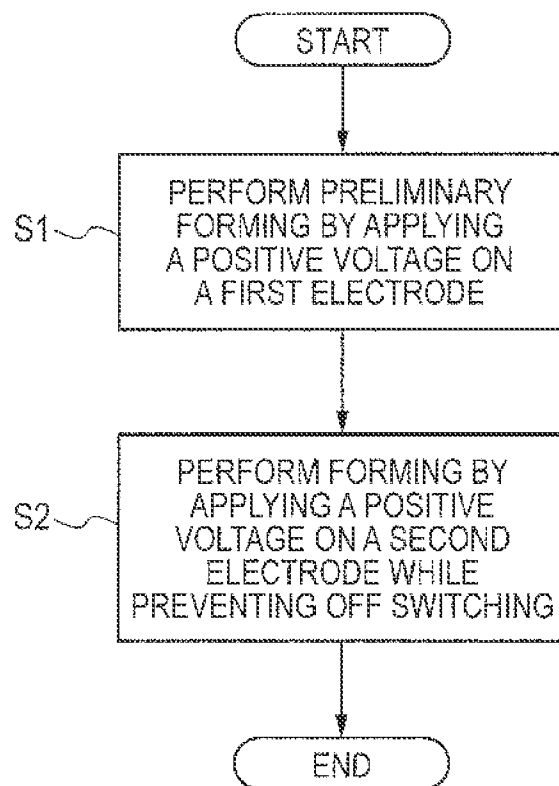 START
S1
PERFORM PRELIMINARY
FORMING BY APPLYING
A POSITIVE VOLTAGE ON
A FIRST ELECTRODE
S2
PERFORM FORMING BY
APPLYING A POSITIVE
VOLTAGE ON A SECOND
ELECTRODE WHILE
PREVENTING OFF SWITCHING
END